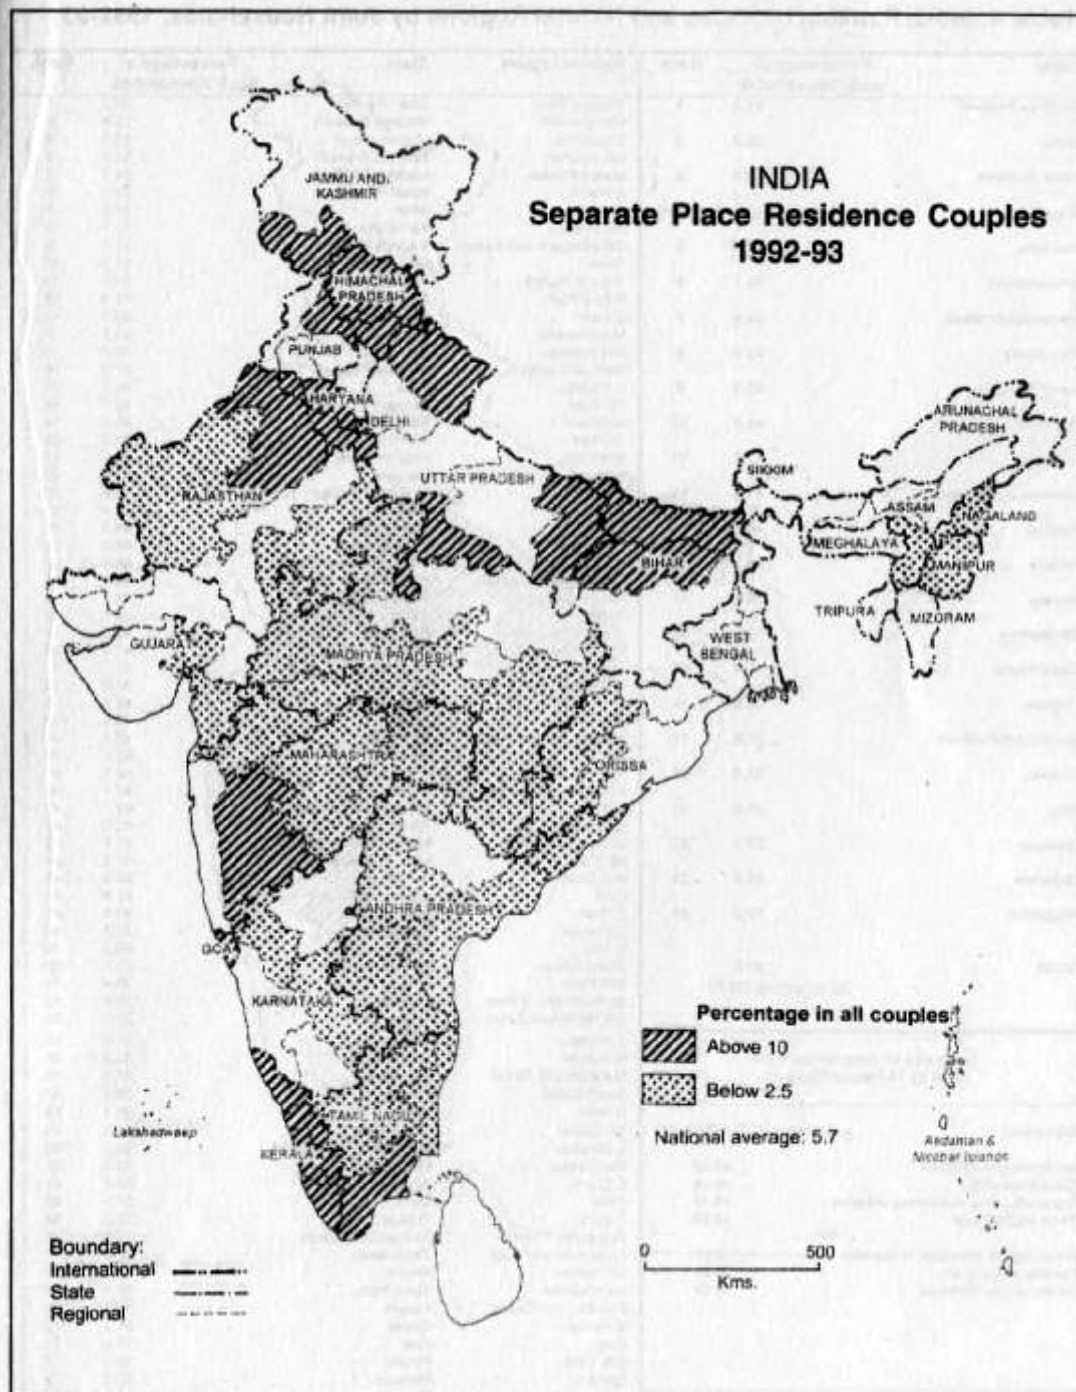 INDIA
Separate Place Residence Couples
1992-93
JAMMU AND
KASHMIR
HIMACHAL
PRADESH
PUNJAB
HARYANA
DELHI
ARUNACHAL
PRADESH
SIKKIM
UTTAR PRADESH
RAJASTHAN
ASSAM
NAGALAND
MEGHALAYA
BIHAR
MANIPUR
TRIPURA
MIZORAM
GUJARAT
WEST
BENGAL
MADHYA PRADESH
MAHARASHTRA
ORISSA
ANDHRA PRADESH
GOA
KARNATAKA
Percentage in all couples
Above 10
Below 2.5
National average: 5.7
TAMIL NADU
Lakshadweep
KERALA
Andaman &
Nicobar Islands
Boundary:
International
State
Regional
0 500
Kms.